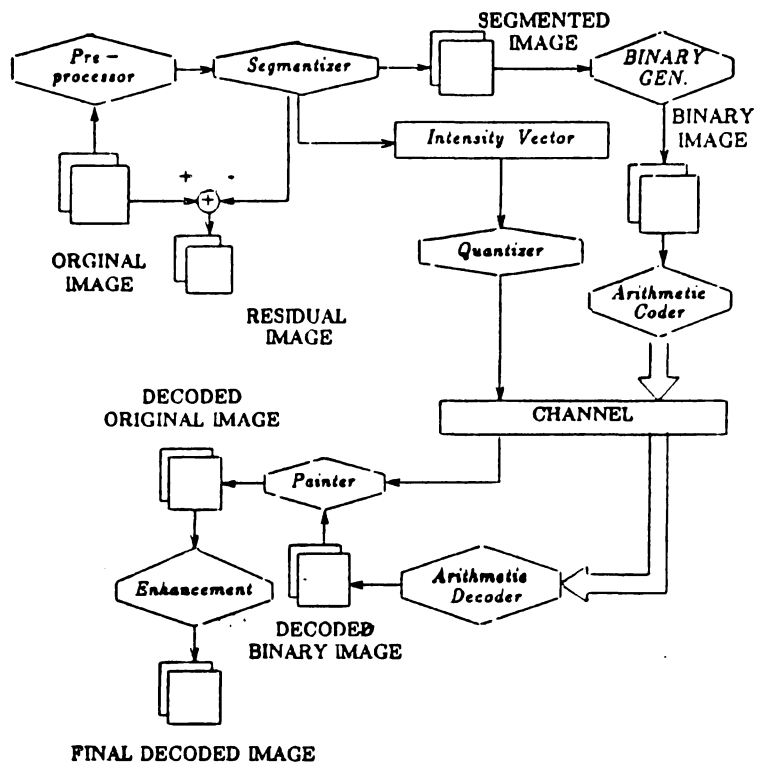 SEGMENTED
IMAGE
Pre-
processor
Segmentizer
BINARY
GEN.
BINARY
IMAGE
Intensity Vector
+ -
+
ORGINAL
IMAGE
Quantizer
RESIDUAL
IMAGE
Arithmetic
Coder
DECODED
ORIGINAL IMAGE
CHANNEL
Painter
Enhancement
Arithmetic
Decoder
DECODED
BINARY IMAGE
FINAL DECODED IMAGE